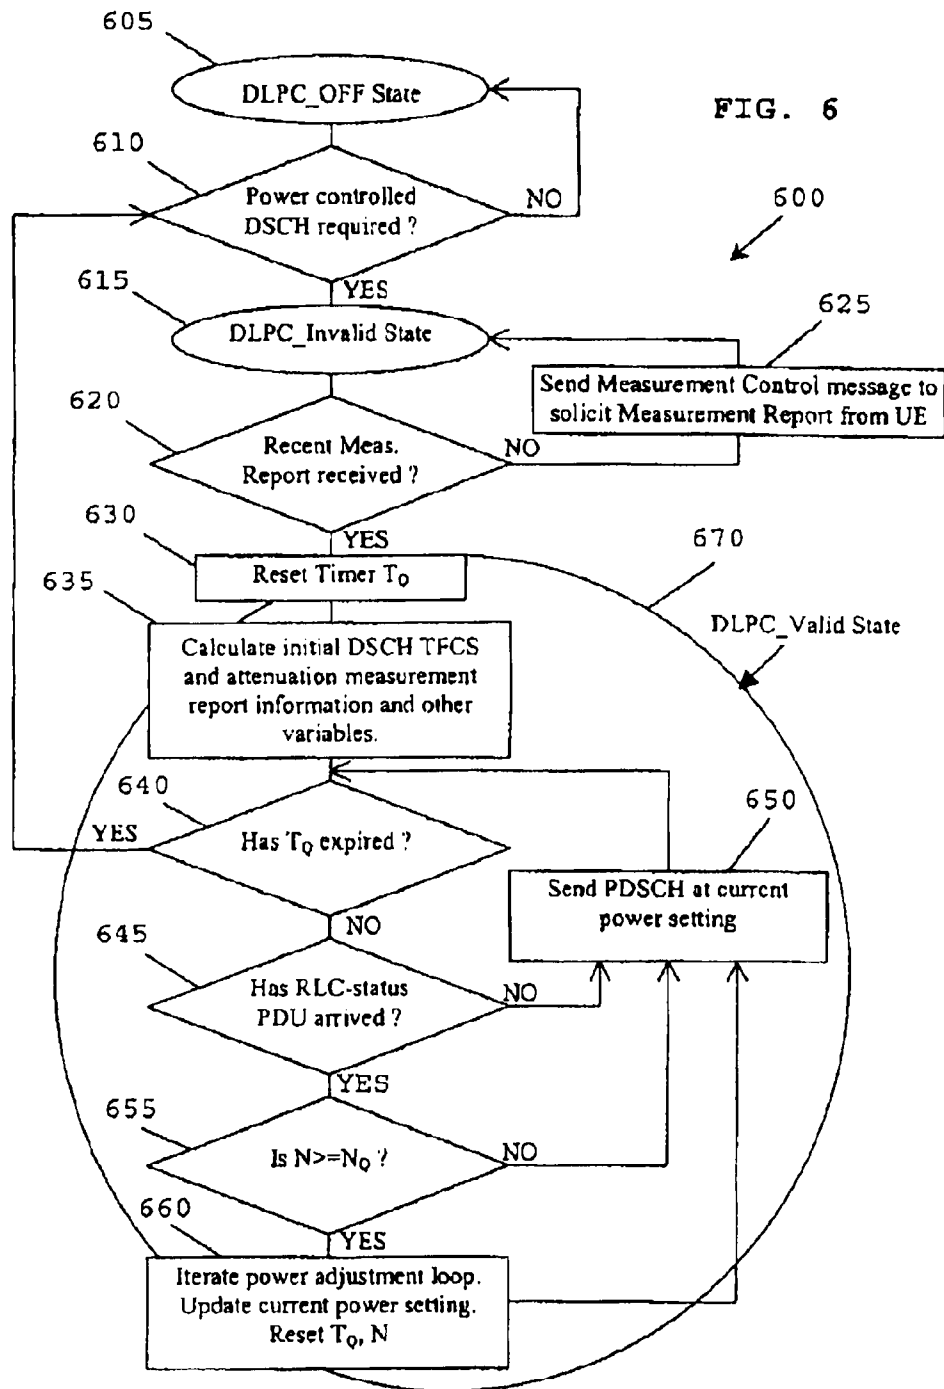 605
DLPC_OFF State
FIG. 6
610
Power controlled
DSCH required ?
NO
600
YES
615
DLPC_Invalid State
625
Send Measurement Control message to
solicit Measurement Report from UE
620
Recent Meas.
Report received ?
NO
YES
630
Reset Timer TQ
670
635
DLPC_Valid State
Calculate initial DSCH TFCS
and attenuation measurement
report information and other
variables.
640
YES
Has TQ expired ?
650
Send PDSCH at current
power setting
NO
645
Has RLC-status
PDU arrived ?
NO
YES
655
Is N>=NQ ?
NO
660
YES
Iterate power adjustment loop.
Update current power setting.
Reset TQ, N